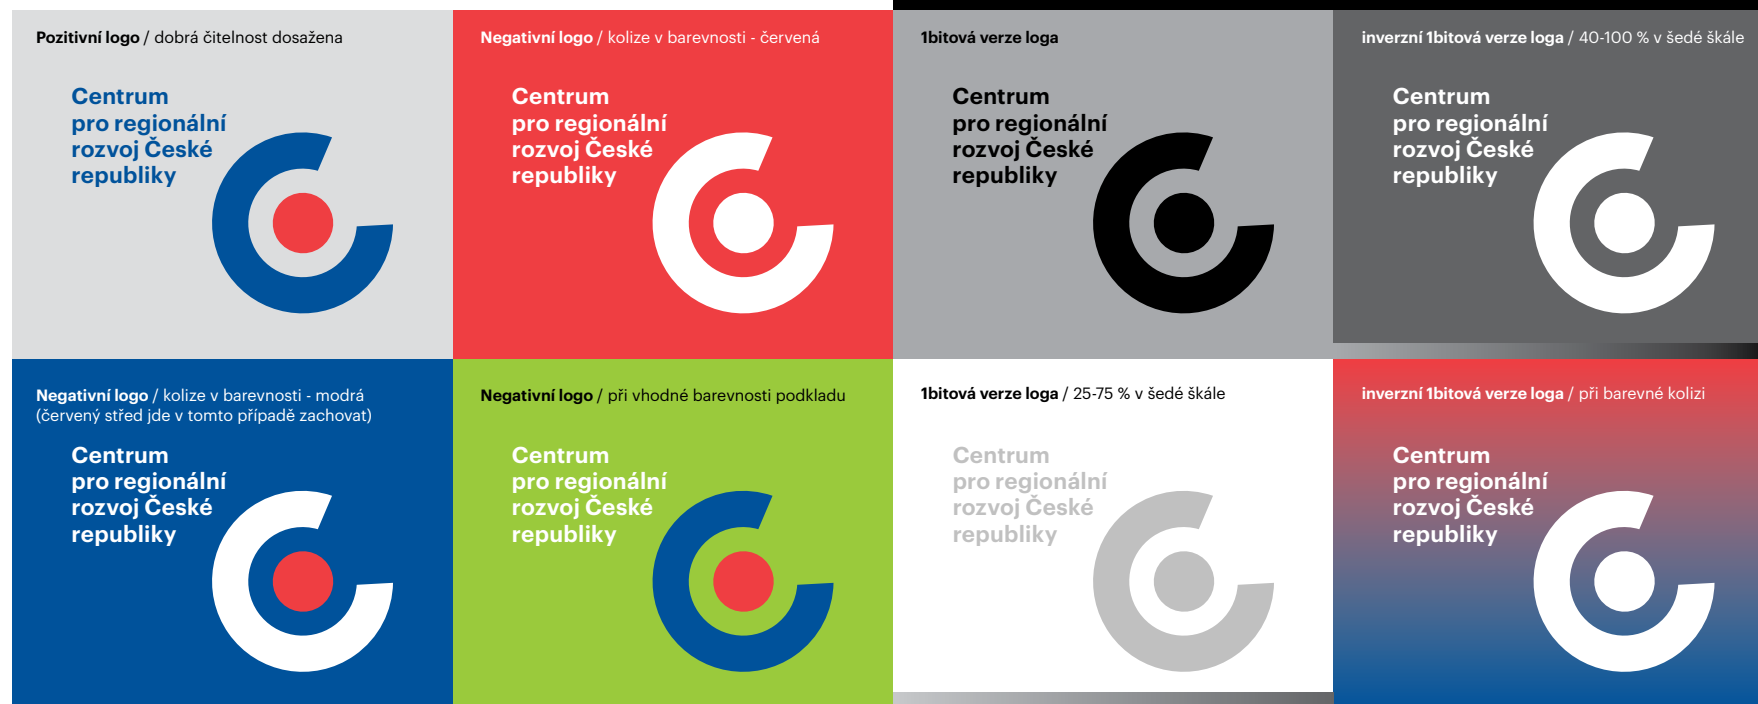 Pozitivní logo / dobrá čitelnost dosažena
Centrum
pro regionální
rozvoj České
republiky
Negativní logo / kolize v barevnosti - červená
Centrum
pro regionální
rozvoj České
republiky
1bitová verze loga
Centrum
pro regionální
rozvoj České
republiky
inverzní 1bitová verze loga / 40-100 % v šedé škále
Centrum
pro regionální
rozvoj České
republiky
Negativní logo / kolize v barevnosti - modrá
(červený střed jde v tomto případě zachovat)
Centrum
pro regionální
rozvoj České
republiky
Negativní logo / při vhodné barevnosti podkladu
Centrum
pro regionální
rozvoj České
republiky
1bitová verze loga / 25-75 % v šedé škále
Centrum
pro regionální
rozvoj České
republiky
inverzní 1bitová verze loga / při barevné kolizi
Centrum
pro regionální
rozvoj České
republiky